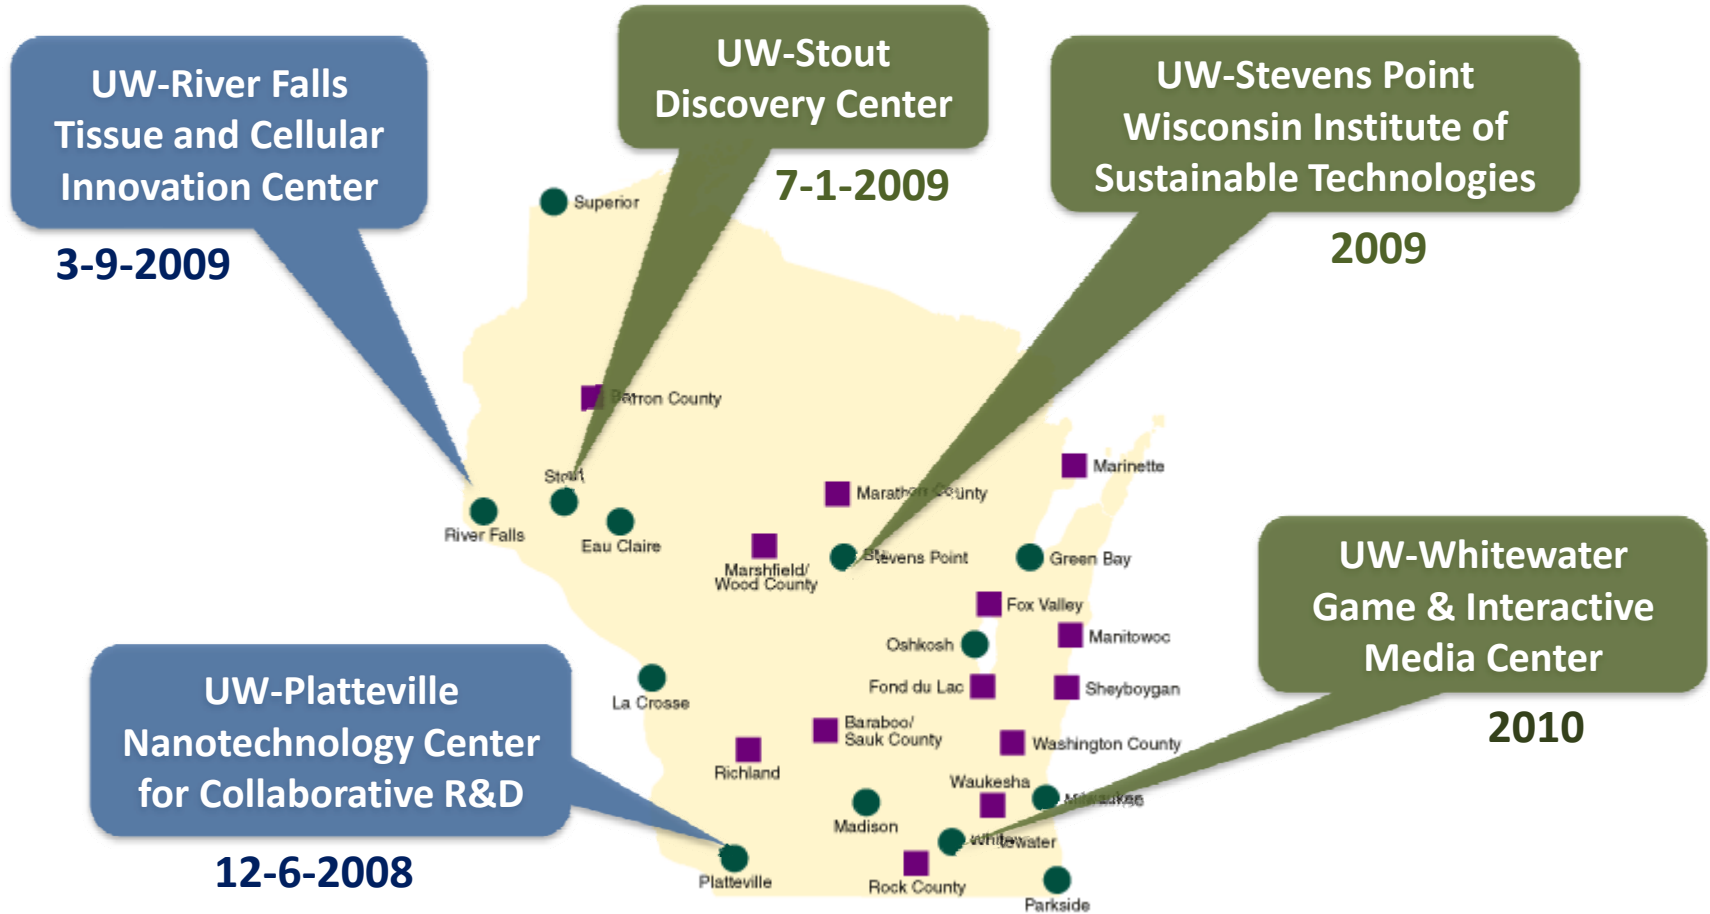 UW-River Falls
Tissue and Cellular
Innovation Center
3-9-2009
UW-Stout
Discovery Center
7-1-2009
UW-Stevens Point
Wisconsin Institute of
Sustainable Technologies
2009
Superior
Barron County
Stout
River Falls
Eau Claire
Marathon County
Marinette
Marshfield/
Wood County
Stevens Point
Green Bay
Fox Valley
Oshkosh
Manitowoc
La Crosse
Fond du Lac
Sheyboygan
Baraboo/
Sauk County
Richland
Washington County
Waukesha
Milwaukee
Madison
Whitewater
Platteville
Rock County
Parkside
UW-Whitewater
Game & Interactive
Media Center
2010
UW-Platteville
Nanotechnology Center
for Collaborative R&D
12-6-2008